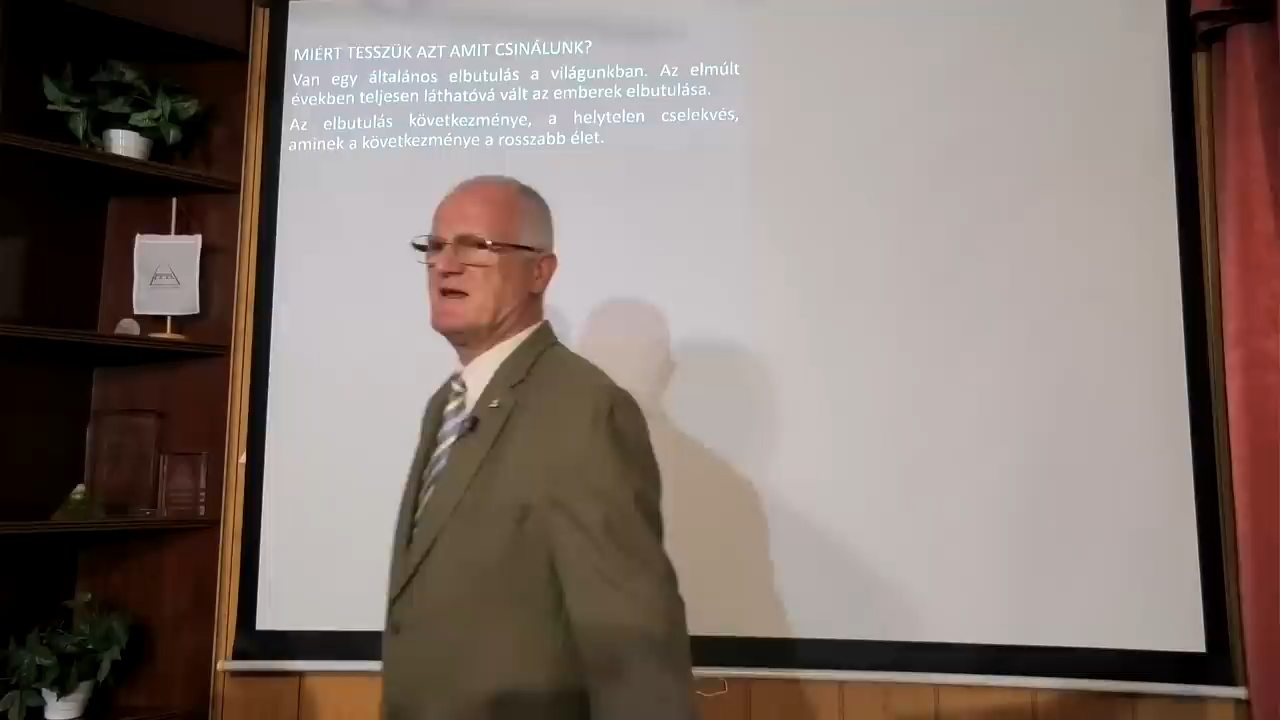 MIÉRT TESSZÜK AZT AMIT CSINÁLUNK?
Van egy általános elbutulás a világunkban. Az elmúlt
években teljesen láthatóvá vált az emberek elbutulása.
Az elbutulás következménye, a helytelen cselekvés,
aminek a következménye a rosszabb élet.